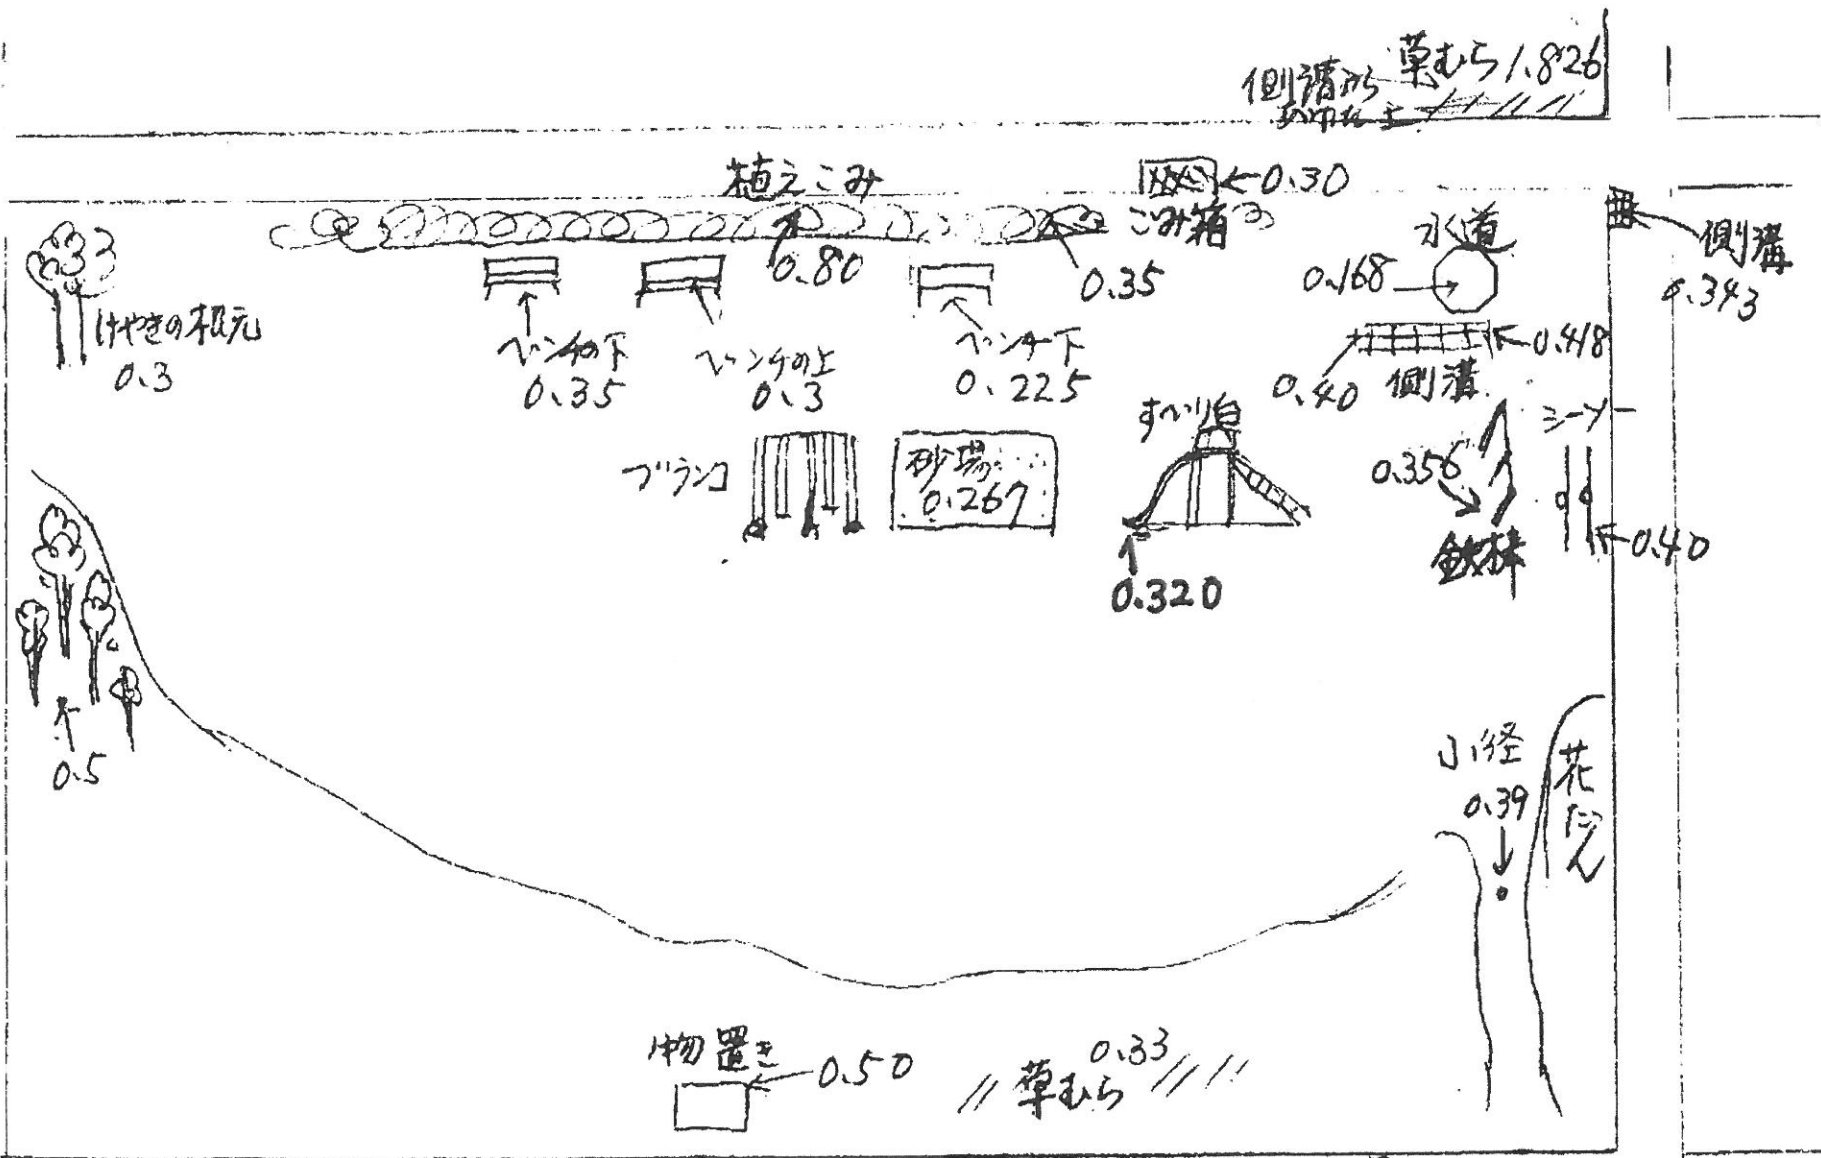 草むら 1.826
側溝から
植えこみ
←0.30
ごみ箱
水道
側溝
0.343
0.80
0.35
0.168
けやきの根元
0.3
ベンチの下
0.35
ベンチの上
0.3
ベンチ下
0.225
0.418
0.40
側溝
すべり台
シーソー
ブランコ
砂場
0.267
0.356
鉄棒
0.40
0.320
0.5
小径
0.39
花だん
物置き
0.50
0.33
草むら